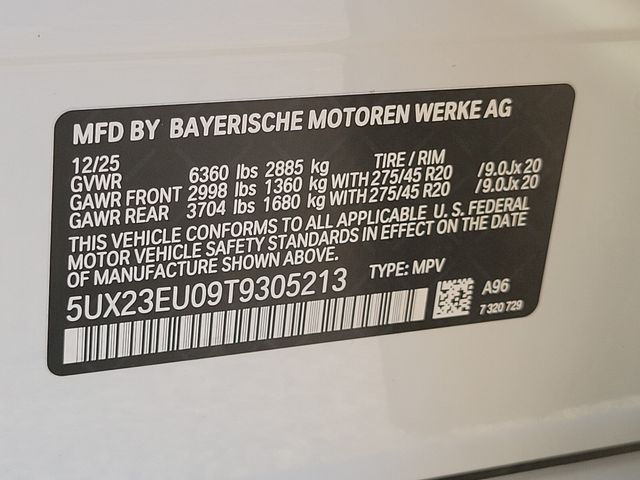 MFD BY BAYERISCHE MOTOREN WERKE AG
12/25 TIRE / RIM
GVWR 6360 lbs 2885 kg
GAWR FRONT 2998 lbs 1360 kg WITH 275/45 R20 /9.0Jx20
GAWR REAR 3704 lbs 1680 kg WITH 275/45 R20 /9.0Jx20
THIS VEHICLE CONFORMS TO ALL APPLICABLE U.S. FEDERAL
MOTOR VEHICLE SAFETY STANDARDS IN EFFECT ON THE DATE
OF MANUFACTURE SHOWN ABOVE.
5UX23EU09T9305213 TYPE: MPV
A96
7 320 729